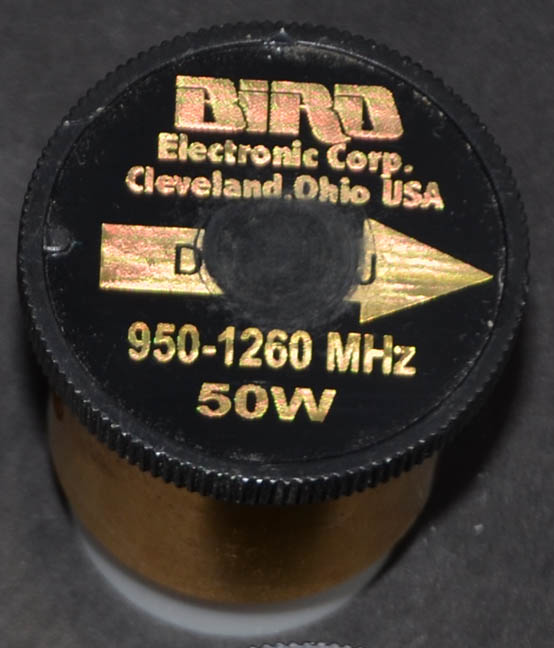 BIRD
Electronic Corp.
Cleveland, Ohio USA
950-1260 MHz
50W